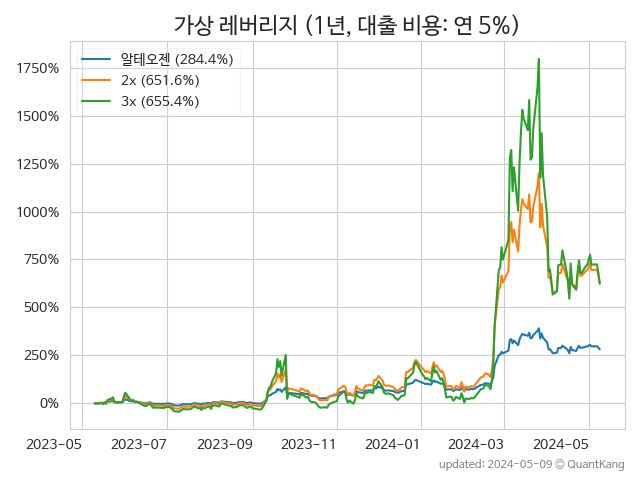 가상 레버리지 (1년, 대출 비용: 연 5%)
알테오젠 (284.4%)
2x (651.6%)
3x (655.4%)
1750%
1500%
1250%
1000%
750%
500%
250%
0%
2023-05 2023-07 2023-09 2023-11 2024-01 2024-03 2024-05
updated: 2024-05-09 © QuantKang